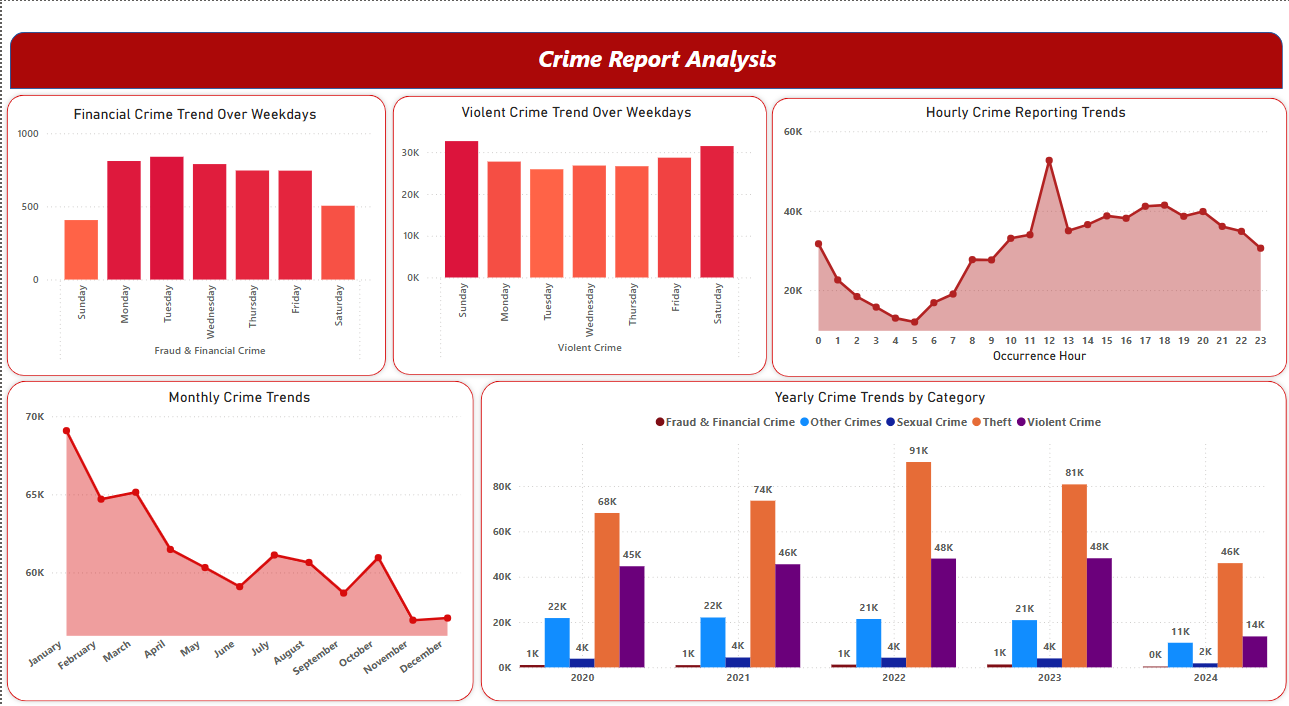 Crime Report Analysis
Financial Crime Trend Over Weekdays
1000
500
0
Sunday
Monday
Tuesday
Wednesday
Thursday
Friday
Saturday
Fraud & Financial Crime
Violent Crime Trend Over Weekdays
30K
20K
10K
0K
Sunday
Monday
Tuesday
Wednesday
Thursday
Friday
Saturday
Violent Crime
Hourly Crime Reporting Trends
60K
40K
20K
0 1 2 3 4 5 6 7 8 9 10 11 12 13 14 15 16 17 18 19 20 21 22 23
Occurrence Hour
Monthly Crime Trends
70K
65K
60K
January
February
March
April
May
June
July
August
September
October
November
December
Yearly Crime Trends by Category
Fraud & Financial Crime Other Crimes Sexual Crime Theft Violent Crime
80K
60K
40K
20K
0K
1K 22K 4K 68K 45K
1K 22K 4K 74K 46K
1K 21K 4K 91K 48K
1K 21K 4K 81K 48K
0K 11K 2K 46K 14K
2020 2021 2022 2023 2024